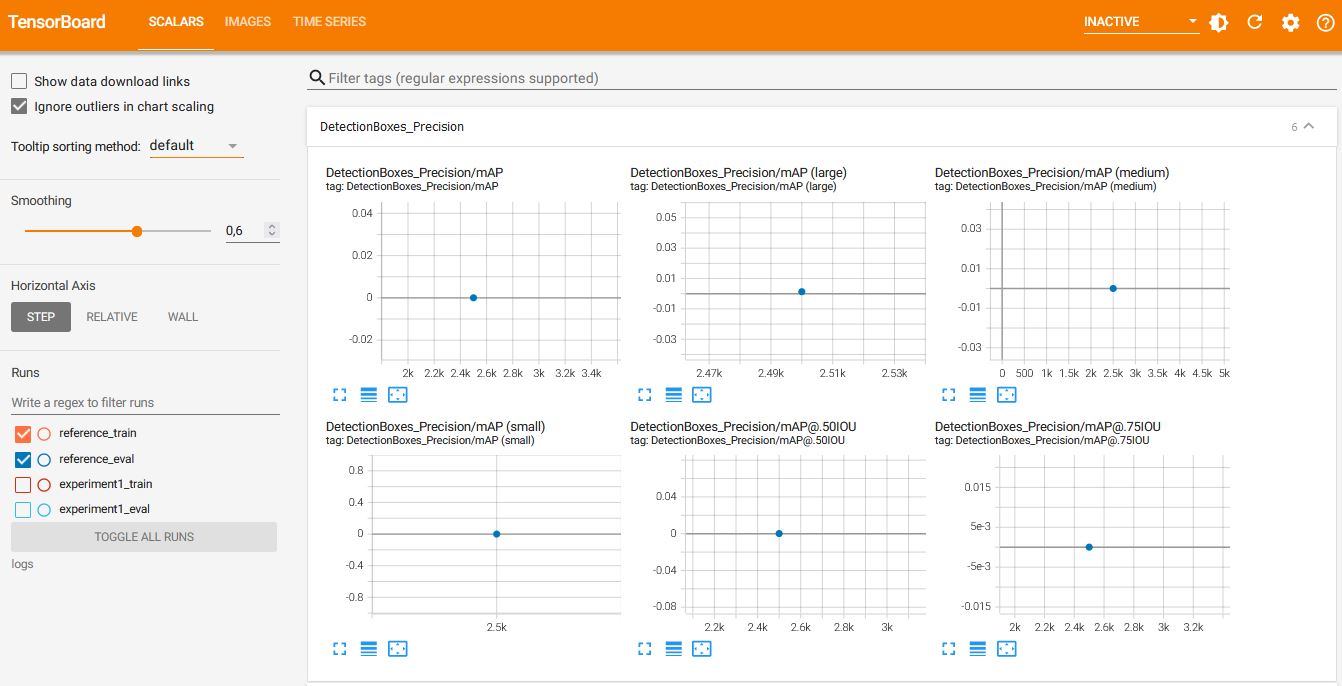 TensorBoard
SCALARS IMAGES TIME SERIES
INACTIVE
Show data download links
Ignore outliers in chart scaling
Tooltip sorting method: default
Smoothing
0,6
Horizontal Axis
STEP RELATIVE WALL
Runs
Write a regex to filter runs
reference_train
reference_eval
experiment1_train
experiment1_eval
TOGGLE ALL RUNS
logs
Filter tags (regular expressions supported)
DetectionBoxes_Precision 6
DetectionBoxes_Precision/mAP
tag: DetectionBoxes_Precision/mAP
0.04
0.02
0
-0.02
2k 2.2k 2.4k 2.6k 2.8k 3k 3.2k 3.4k
DetectionBoxes_Precision/mAP (large)
tag: DetectionBoxes_Precision/mAP (large)
0.05
0.03
0.01
-0.01
-0.03
2.47k 2.49k 2.51k 2.53k
DetectionBoxes_Precision/mAP (medium)
tag: DetectionBoxes_Precision/mAP (medium)
0.03
0.01
-0.01
-0.03
0 500 1k 1.5k 2k 2.5k 3k 3.5k 4k 4.5k 5k
DetectionBoxes_Precision/mAP (small)
tag: DetectionBoxes_Precision/mAP (small)
0.8
0.4
0
-0.4
-0.8
2.5k
DetectionBoxes_Precision/mAP@.50IOU
tag: DetectionBoxes_Precision/mAP@.50IOU
0.04
0
-0.04
-0.08
2.2k 2.4k 2.6k 2.8k 3k
DetectionBoxes_Precision/mAP@.75IOU
tag: DetectionBoxes_Precision/mAP@.75IOU
0.015
5e-3
-5e-3
-0.015
2k 2.2k 2.4k 2.6k 2.8k 3k 3.2k